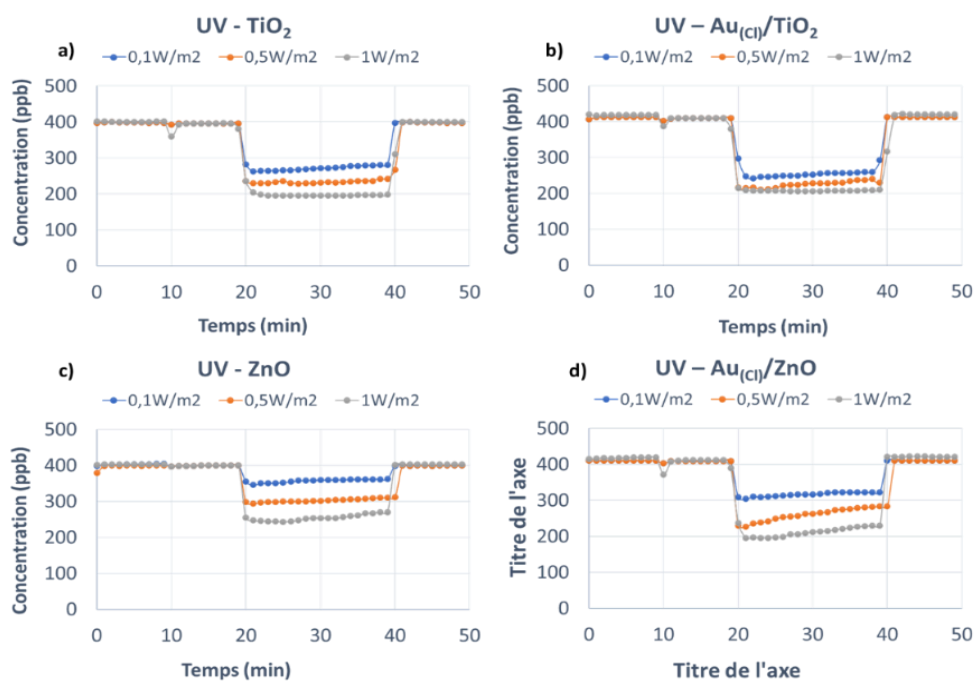 UV - TiO2
a)
0,1W/m2 0,5W/m2 1W/m2
Concentration (ppb)
500
400
300
200
100
0
0 10 20 30 40 50
Temps (min)
UV – Au(Cl)/TiO2
b)
0,1W/m2 0,5W/m2 1W/m2
Concentration (ppb)
500
400
300
200
100
0
0 10 20 30 40 50
Temps (min)
UV - ZnO
c)
0,1W/m2 0,5W/m2 1W/m2
Concentration (ppb)
500
400
300
200
100
0
0 10 20 30 40 50
Temps (min)
UV – Au(Cl)/ZnO
d)
0,1W/m2 0,5W/m2 1W/m2
Titre de l'axe
500
400
300
200
100
0
0 10 20 30 40 50
Titre de l'axe